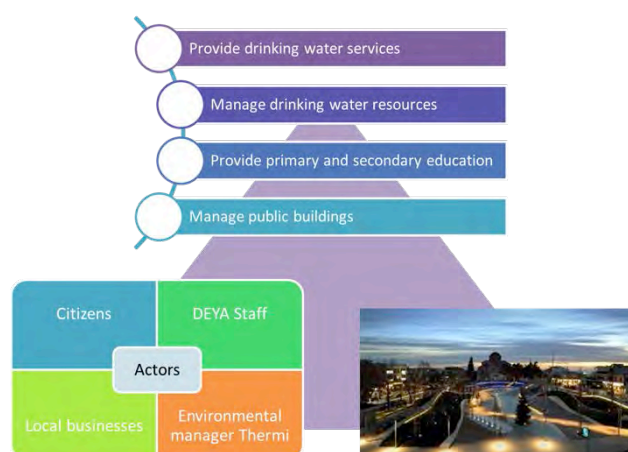 Provide drinking water services
Manage drinking water resources
Provide primary and secondary education
Manage public buildings
Citizens
DEYA Staff
Actors
Local businesses
Environmental
manager Thermi